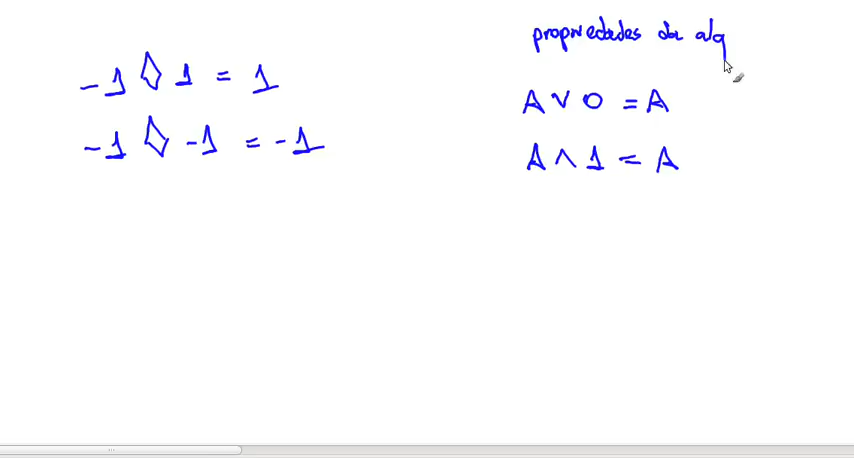 -1 ◊ 1 = 1
-1 ◊ -1 = -1
propriedades da alg
A ∨ 0 = A
A ∧ 1 = A